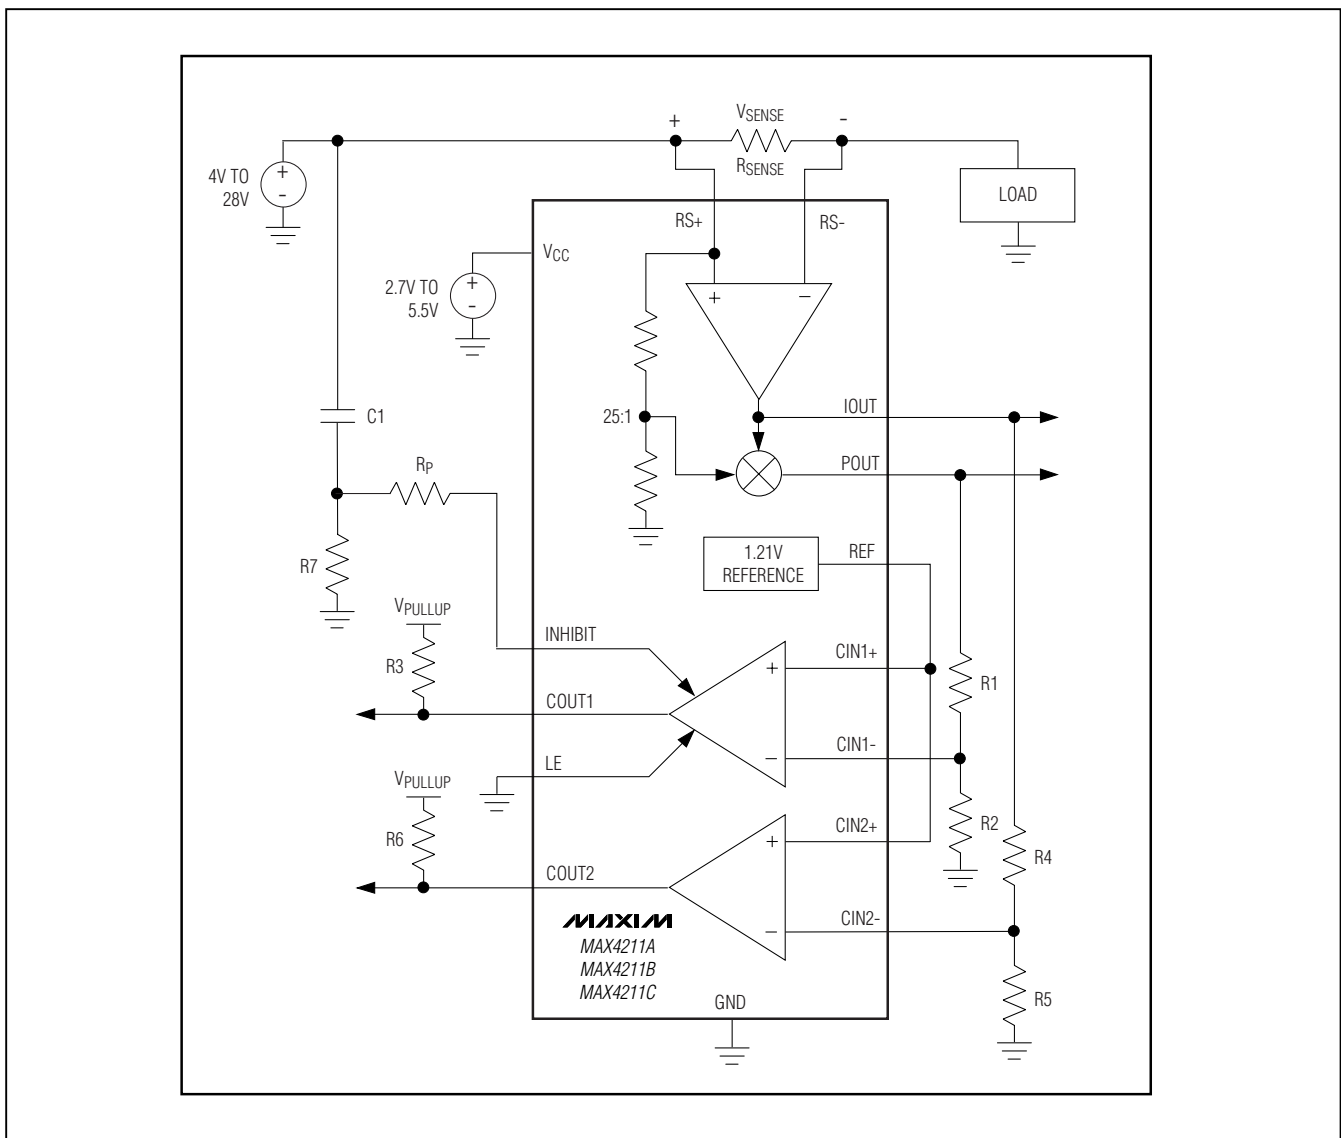 + VSENSE -
RSENSE
4V TO
28V
+
-
LOAD
RS+
RS-
VCC
2.7V TO
5.5V
+
-
+ −
25:1
IOUT
C1
POUT
RP
1.21V
REFERENCE
REF
R7
VPULLUP
INHIBIT
R3
CIN1+
+
R1
COUT1
CIN1-
−
LE
VPULLUP
R6
CIN2+
+
R2
R4
COUT2
MAXIM
CIN2-
−
MAX4211A
MAX4211B
MAX4211C
GND
R5